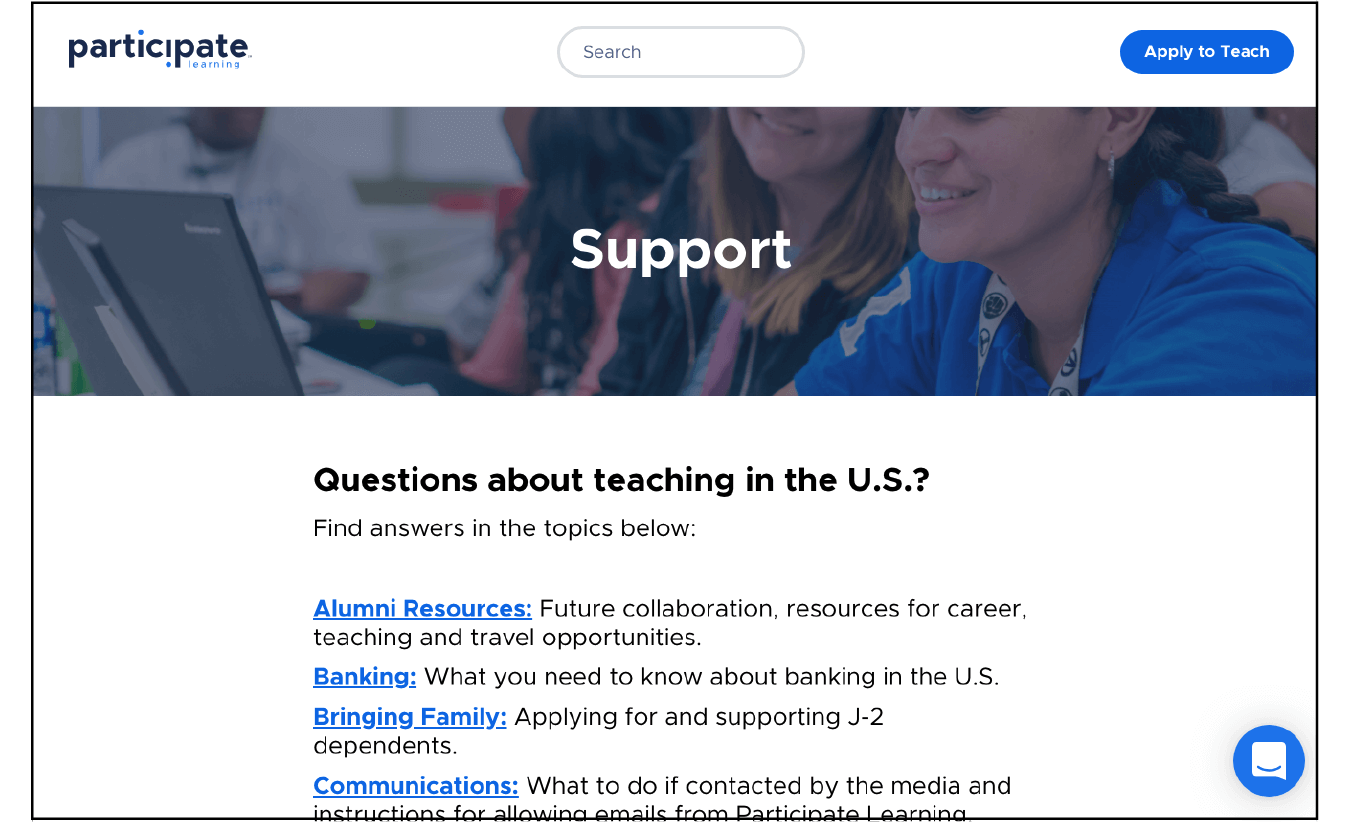 participate
learning
Search
Apply to Teach
Support
Questions about teaching in the U.S.?
Find answers in the topics below:
Alumni Resources: Future collaboration, resources for career,
teaching and travel opportunities.
Banking: What you need to know about banking in the U.S.
Bringing Family: Applying for and supporting J-2
dependents.
Communications: What to do if contacted by the media and
instructions for allowing emails from Participate Learning.